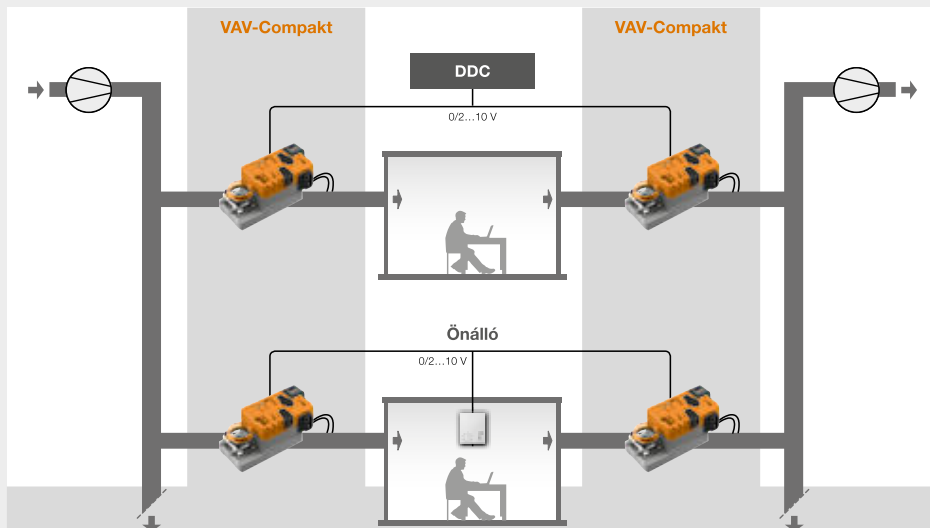 VAV-Compakt
VAV-Compakt
DDC
0/2…10 V
Önálló
0/2…10 V